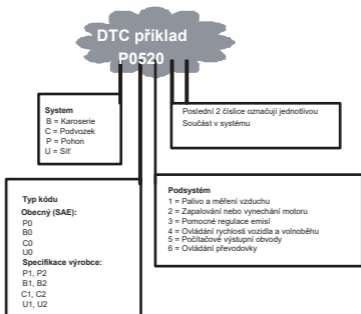 DTC příklad
P0520
System
B = Karoserie
C = Podvozek
P = Pohon
U = Síť
Poslední 2 číslice označují jednotlivou
Součást v systému
Typ kódu
Obecný (SAE):
P0
B0
C0
U0
Specifikace výrobce:
P1, P2
B1, B2
C1, C2
U1, U2
Podsystém
1 = Palivo a měření vzduchu
2 = Zapalování nebo vynechání motoru
3 = Pomocné regulace emisí
4 = Ovládání rychlosti vozidla a volnoběhu
5 = Počítačové výstupní obvody
6 = Ovládání převodovky